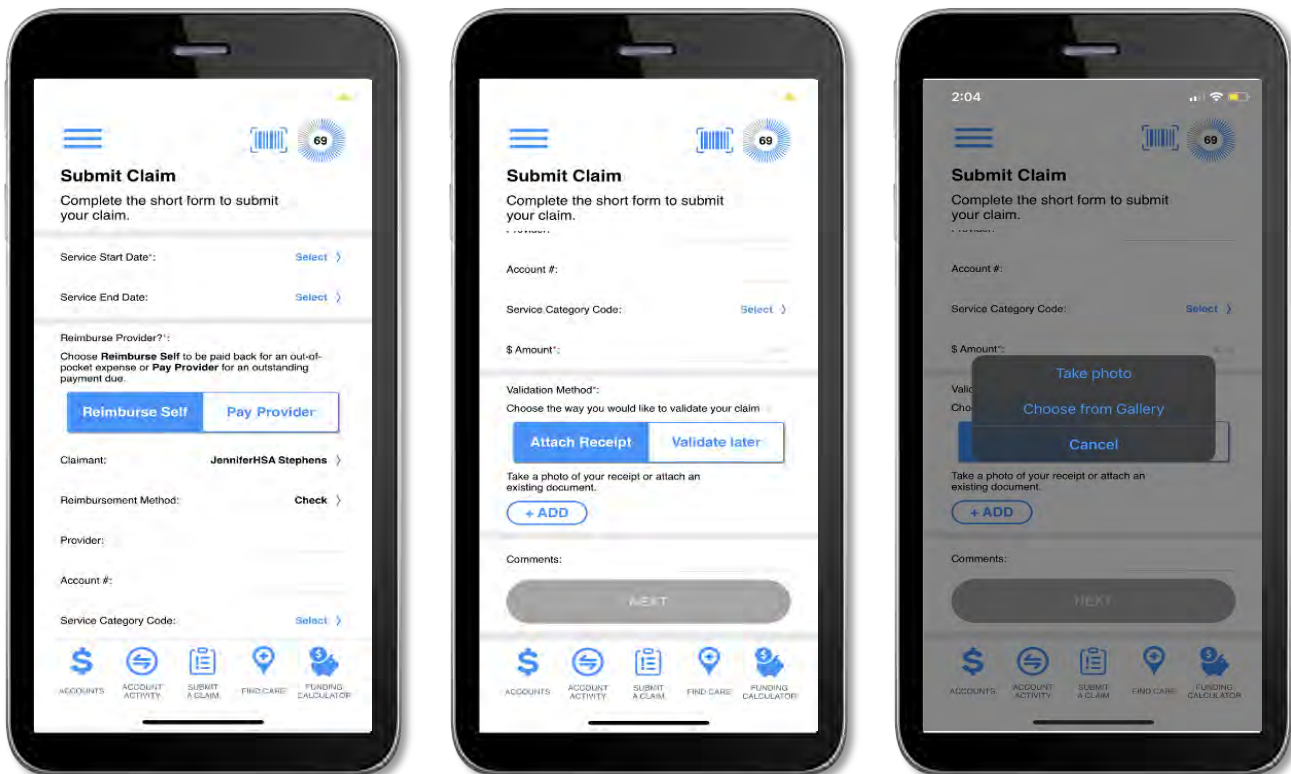 69
Submit Claim
Complete the short form to submit
your claim.
Service Start Date*:
Select
Service End Date:
Select
Reimburse Provider?*:
Choose Reimburse Self to be paid back for an out-of-
pocket expense or Pay Provider for an outstanding
payment due.
Reimburse Self
Pay Provider
Claimant:
JenniferHSA Stephens
Reimbursement Method:
Check
Provider:
Account #:
Service Category Code:
Select
ACCOUNTS
ACCOUNT
ACTIVITY
SUBMIT
A CLAIM
FIND CARE
FUNDING
CALCULATOR
69
Submit Claim
Complete the short form to submit
your claim.
Provider:
Account #:
Service Category Code:
Select
$ Amount*:
Validation Method*:
Choose the way you would like to validate your claim
Attach Receipt
Validate later
Take a photo of your receipt or attach an
existing document.
+ ADD
Comments:
NEXT
ACCOUNTS
ACCOUNT
ACTIVITY
SUBMIT
A CLAIM
FIND CARE
FUNDING
CALCULATOR
2:04
69
Submit Claim
Complete the short form to submit
your claim.
Provider:
Account #:
Service Category Code:
Select
$ Amount*:
Take photo
Valid
Choose from Gallery
Cho
Cancel
Take a photo of your receipt or attach an
existing document.
+ ADD
Comments:
NEXT
ACCOUNTS
ACCOUNT
ACTIVITY
SUBMIT
A CLAIM
FIND CARE
FUNDING
CALCULATOR